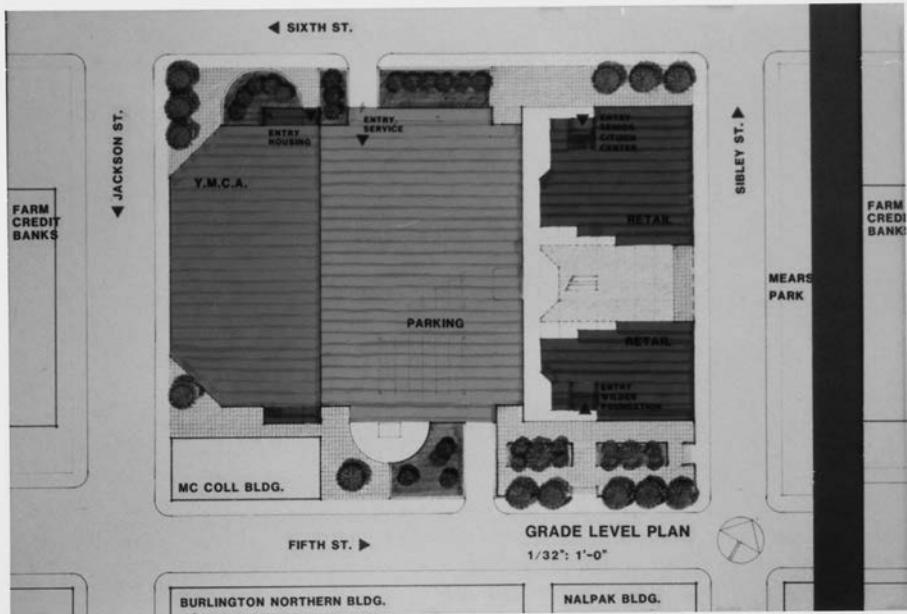 ◀ SIXTH ST.
◀ JACKSON ST.
FARM
CREDIT
BANKS
Y.M.C.A.
ENTRY
HOUSING
ENTRY
SERVICE
PARKING
ENTRY
SENIOR
CITIZEN
CENTER
RETAIL
RETAIL
ENTRY
WILDER
FOUNDATION
SIBLEY ST. ▶
MEARS
PARK
FARM
CREDI
BANKS
MC COLL BLDG.
FIFTH ST. ▶
GRADE LEVEL PLAN
1/32": 1'-0"
BURLINGTON NORTHERN BLDG.
NALPAK BLDG.